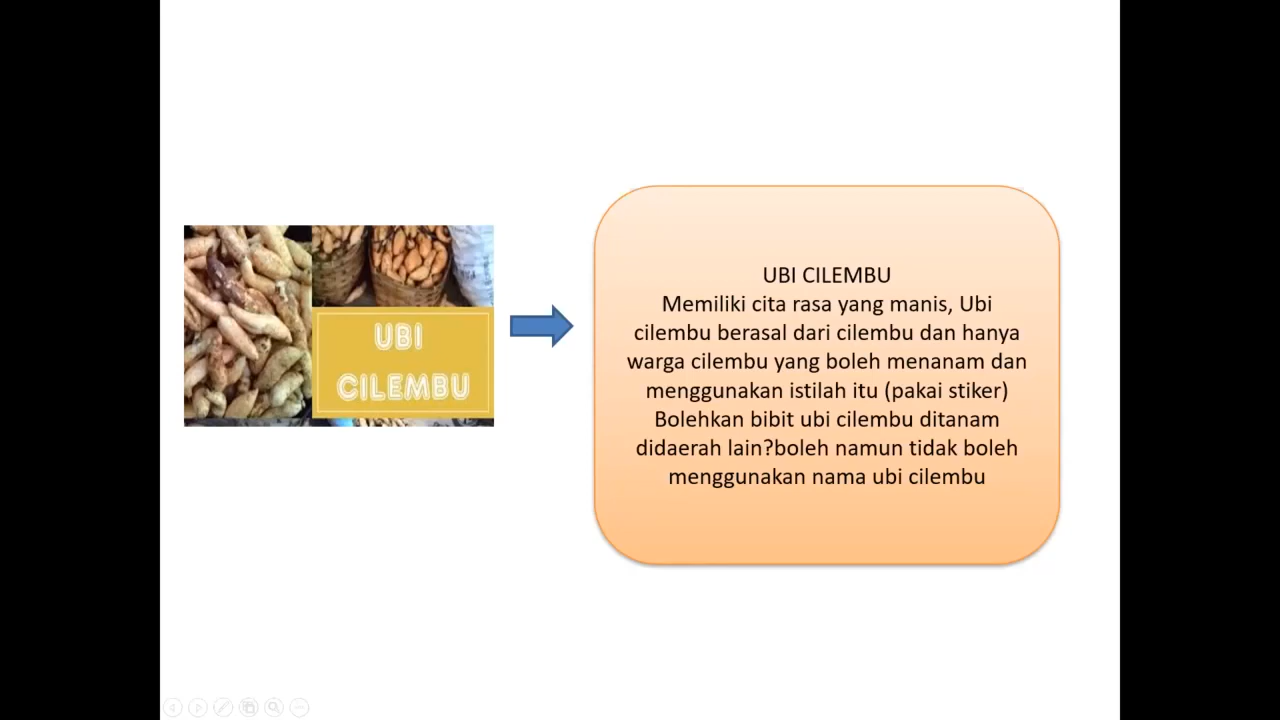 UBI
CILEMBU
UBI CILEMBU
Memiliki cita rasa yang manis, Ubi
cilembu berasal dari cilembu dan hanya
warga cilembu yang boleh menanam dan
menggunakan istilah itu (pakai stiker)
Bolehkan bibit ubi cilembu ditanam
didaerah lain?boleh namun tidak boleh
menggunakan nama ubi cilembu